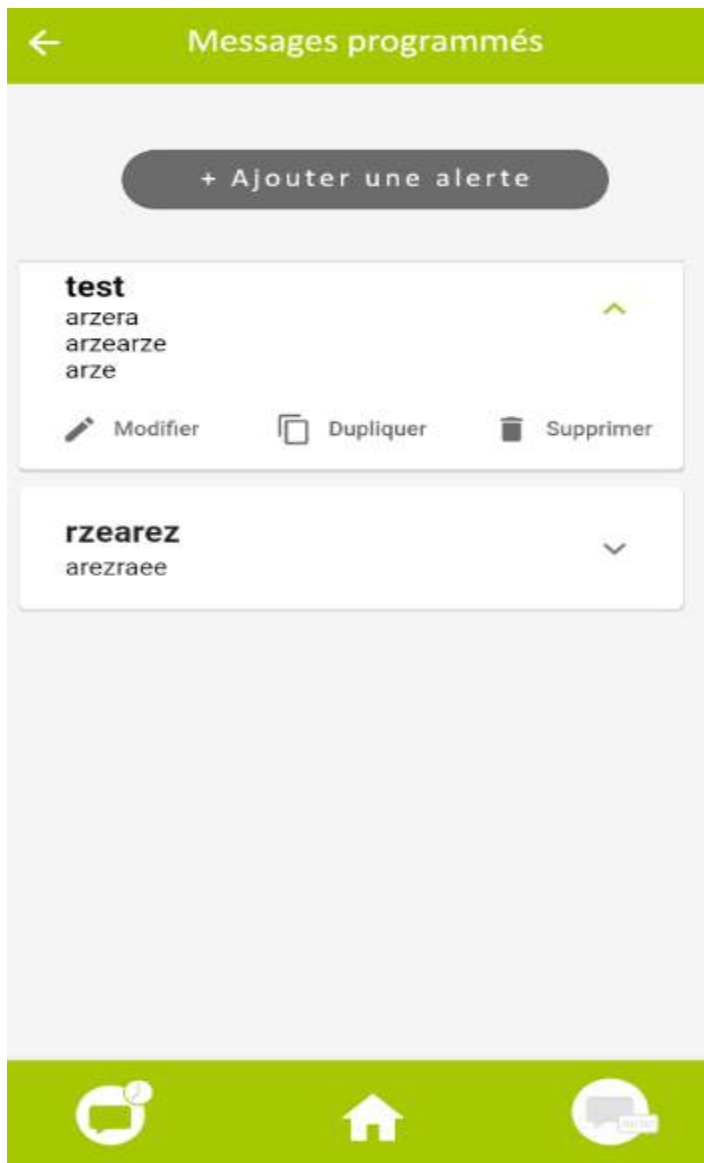 Messages programmés
+ Ajouter une alerte
test
arzera
arzearze
arze
Modifier Dupliquer Supprimer
rzearez
arezraee